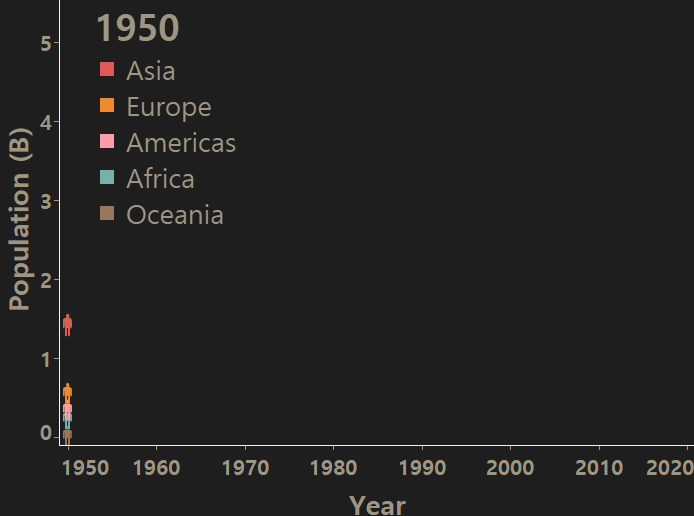 1950
Asia
Europe
Americas
Africa
Oceania
Population (B)
5
4
3
2
1
0
1950 1960 1970 1980 1990 2000 2010 2020
Year